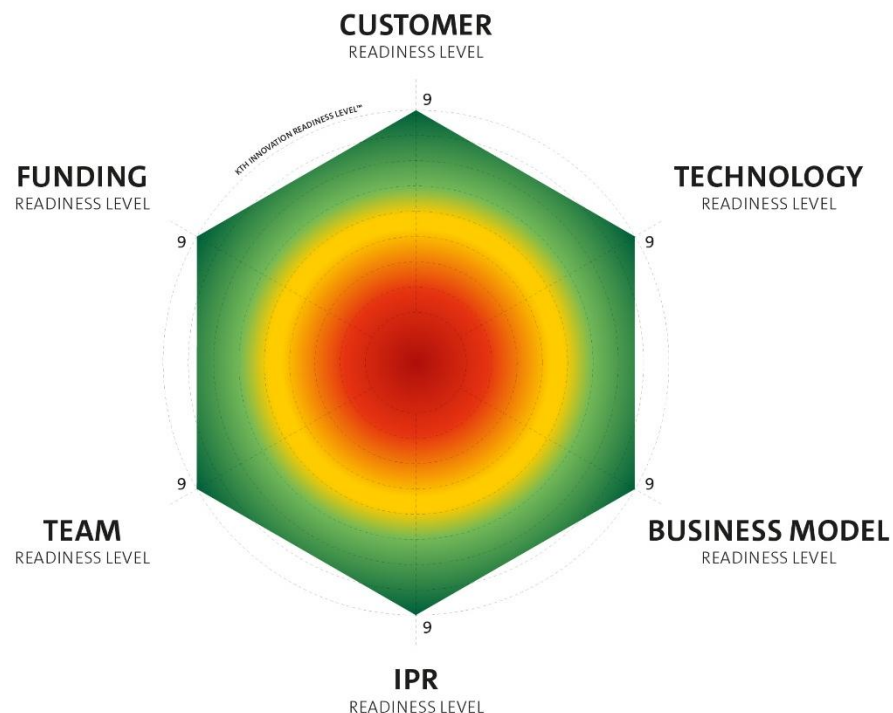 CUSTOMER
READINESS LEVEL
9
KTH INNOVATION READINESS LEVEL™
FUNDING
READINESS LEVEL
9
TECHNOLOGY
READINESS LEVEL
9
TEAM
READINESS LEVEL
9
BUSINESS MODEL
READINESS LEVEL
9
9
IPR
READINESS LEVEL